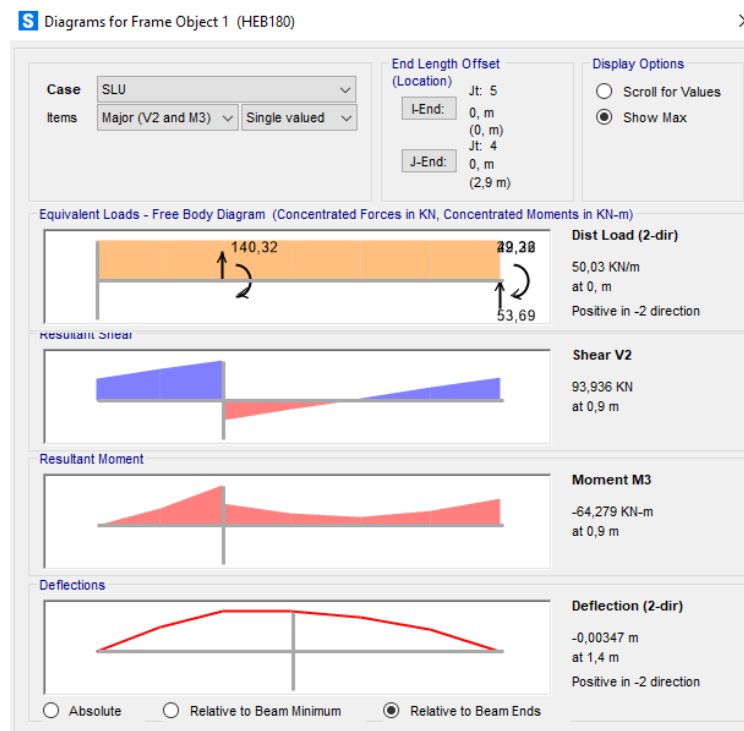 S Diagrams for Frame Object 1 (HEB180)
Case SLU
Items Major (V2 and M3) Single valued
End Length Offset
(Location)
Jt: 5
I-End: 0, m
(0, m)
Jt: 4
J-End: 0, m
(2,9 m)
Display Options
Scroll for Values
Show Max
Equivalent Loads - Free Body Diagram (Concentrated Forces in KN, Concentrated Moments in KN-m)
140,32
53,69
Dist Load (2-dir)
50,03 KN/m
at 0, m
Positive in -2 direction
Resultant Shear
Shear V2
93,936 KN
at 0,9 m
Resultant Moment
Moment M3
-64,279 KN-m
at 0,9 m
Deflections
Deflection (2-dir)
-0,00347 m
at 1,4 m
Positive in -2 direction
Absolute Relative to Beam Minimum Relative to Beam Ends